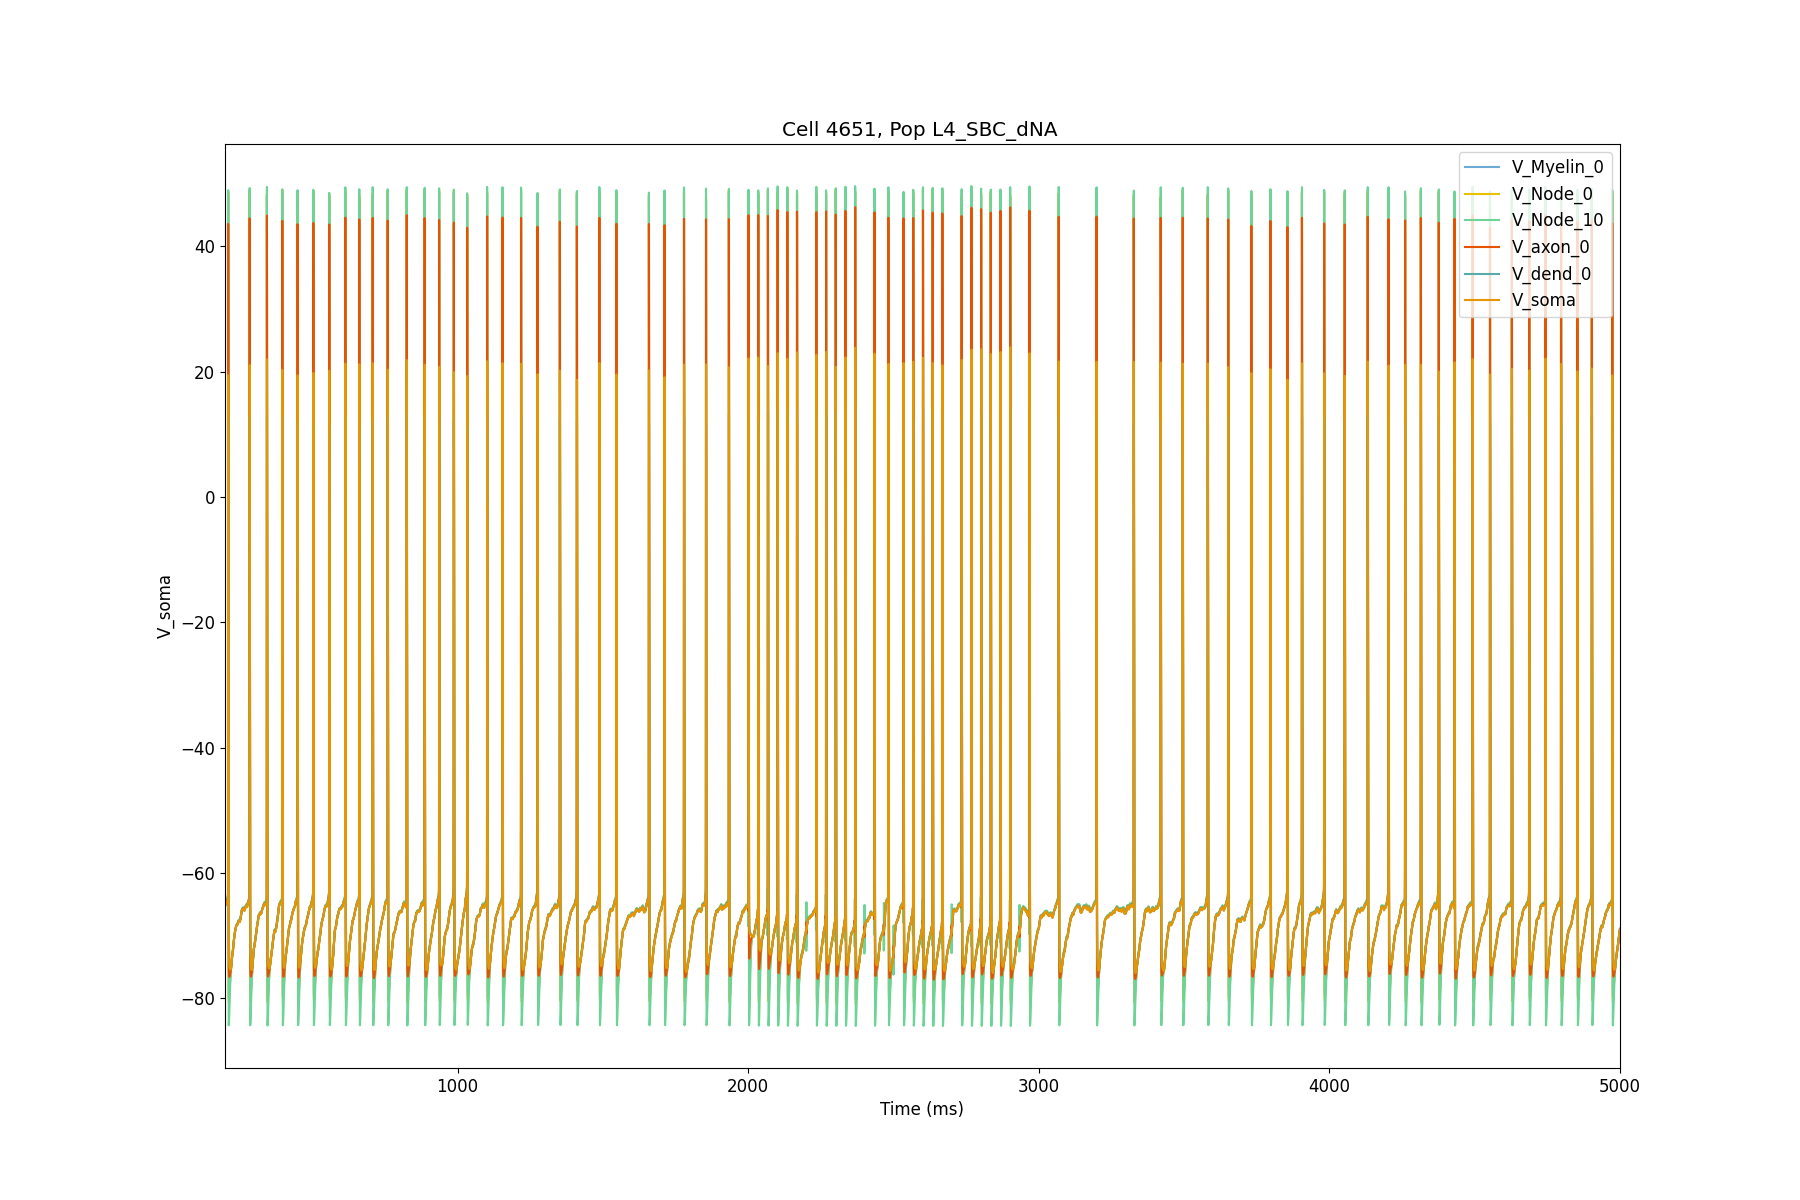 Cell 4651, Pop L4_SBC_dNA
V_Myelin_0
V_Node_0
V_Node_10
V_axon_0
V_dend_0
V_soma
40
20
0
−20
−40
−60
−80
V_soma
1000
2000
3000
4000
5000
Time (ms)